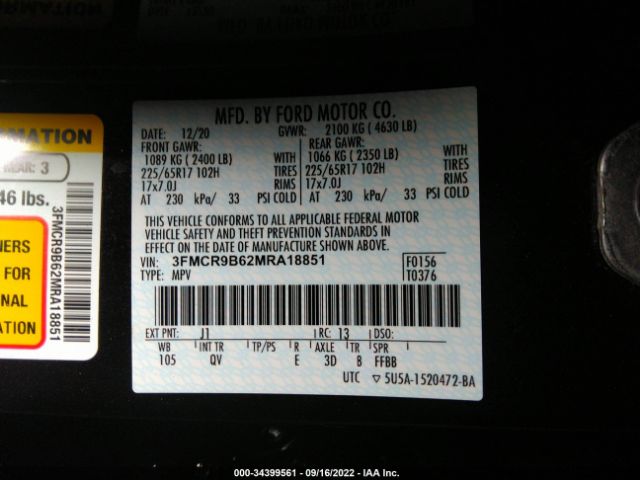 RMATION
REAR: 3
46 lbs.
NERS
FOR
NAL
ATION
3FMCR9B62MRA18851
MFD. BY FORD MOTOR CO.
DATE: 12/20 GVWR: 2100 KG ( 4630 LB)
FRONT GAWR: REAR GAWR:
1089 KG ( 2400 LB) WITH 1066 KG ( 2350 LB) WITH
225/65R17 102H TIRES 225/65R17 102H TIRES
17x7.0J RIMS 17x7.0J RIMS
AT 230 kPa/ 33 PSI COLD AT 230 kPa/ 33 PSI COLD
THIS VEHICLE CONFORMS TO ALL APPLICABLE FEDERAL MOTOR
VEHICLE SAFETY AND THEFT PREVENTION STANDARDS IN
EFFECT ON THE DATE OF MANUFACTURE SHOWN ABOVE.
VIN: 3FMCR9B62MRA18851 F0156
TYPE: MPV T0376
EXT PNT: J1 RC: 13 DSO:
WB INT TR TP/PS R AXLE TR SPR
105 QV E 3D B FFBB
UTC ▽ 5U5A-1520472-BA
000-34399561 - 09/16/2022 - IAA Inc.